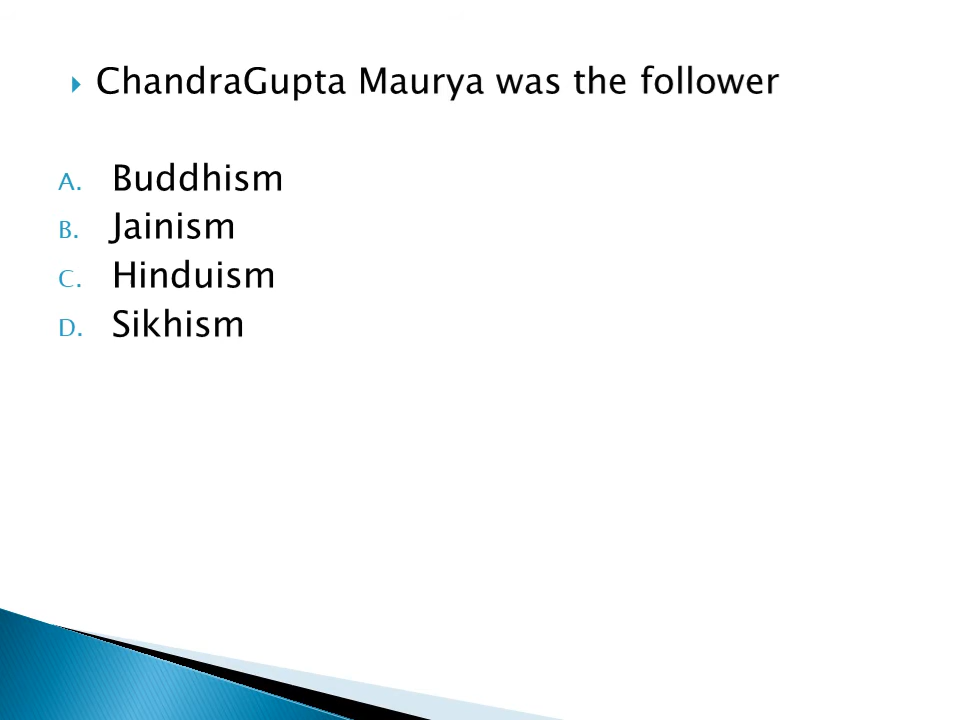 ChandraGupta Maurya was the follower
A. Buddhism
B. Jainism
C. Hinduism
D. Sikhism